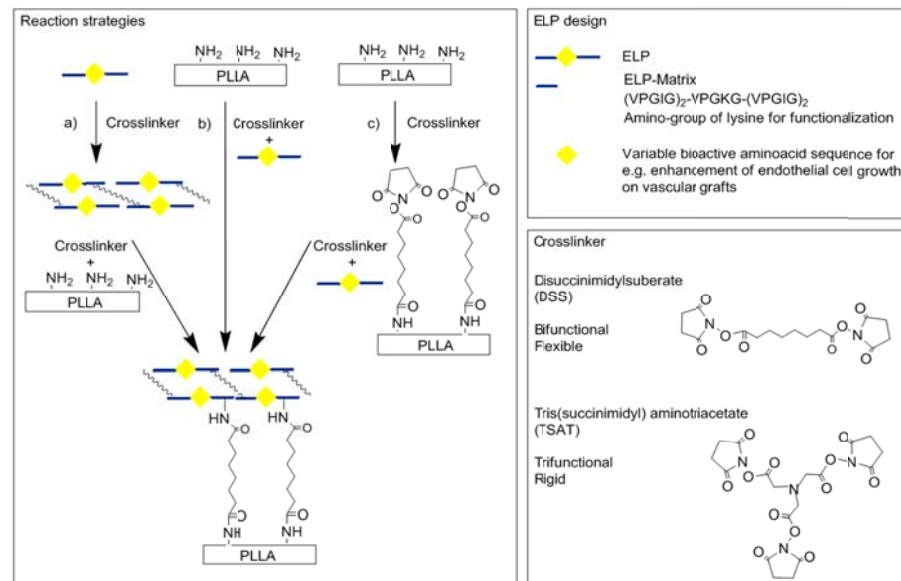 Reaction strategies
NH2 NH2 NH2
PLLA
NH2 NH2 NH2
PLLA
a) Crosslinker
b) Crosslinker
+
c) Crosslinker
O N O
O O
O N O
O O
Crosslinker
+
NH2 NH2 NH2
PLLA
Crosslinker
+
O O
NH NH
PLLA
HN O HN O
O O
NH NH
PLLA
ELP design
ELP
ELP-Matrix
(VPGIG)2-VPGKG-(VPGIG)2
Amino-group of lysine for functionalization
Variable bioactive aminoacid sequence for
e.g. enhancement of endothelial cell growth
on vascular grafts
Crosslinker
Disuccinimidylsuberate
(DSS)
Bifunctional
Flexible
O N O
O O
O O
O N O
Tris(succinimidyl) aminotriacetate
(TSAT)
Trifunctional
Rigid
O N O
O O
O N O
O O
N
O O
O N O